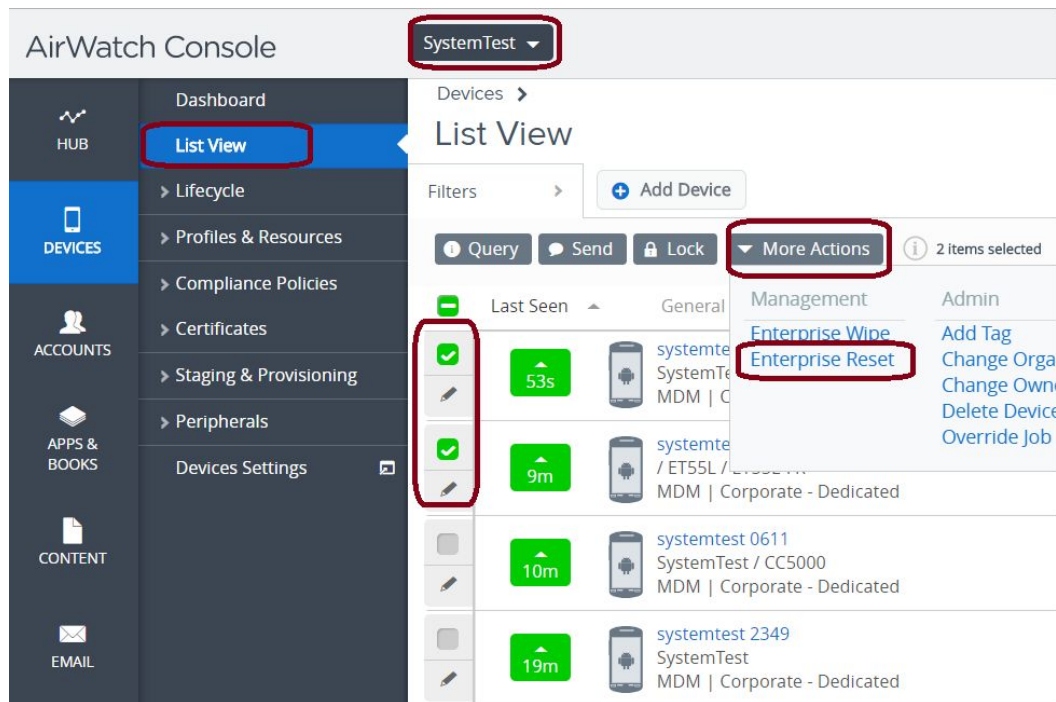 AirWatch Console
SystemTest
HUB
DEVICES
ACCOUNTS
APPS &
BOOKS
CONTENT
EMAIL
Dashboard
List View
Lifecycle
Profiles & Resources
Compliance Policies
Certificates
Staging & Provisioning
Peripherals
Devices Settings
Devices
List View
Filters
Add Device
Query
Send
Lock
More Actions
2 items selected
Last Seen
General
Management
Enterprise Wipe
Enterprise Reset
Admin
Add Tag
Change Orga
Change Owne
Delete Device
Override Job
53s
systemte
SystemTe
MDM | C
9m
systemte
/ ET55L /
MDM | Corporate - Dedicated
10m
systemtest 0611
SystemTest / CC5000
MDM | Corporate - Dedicated
19m
systemtest 2349
SystemTest
MDM | Corporate - Dedicated